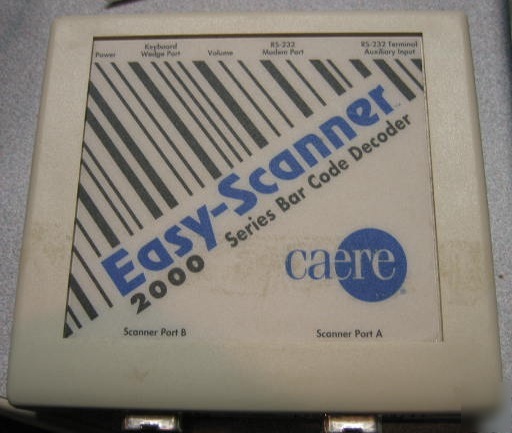 Power
Keyboard
Wedge Port
Volume
RS-232
Modem Port
RS-232 Terminal
Auxiliary Input
Easy-Scanner™
2000 Series Bar Code Decoder
caere®
Scanner Port B
Scanner Port A